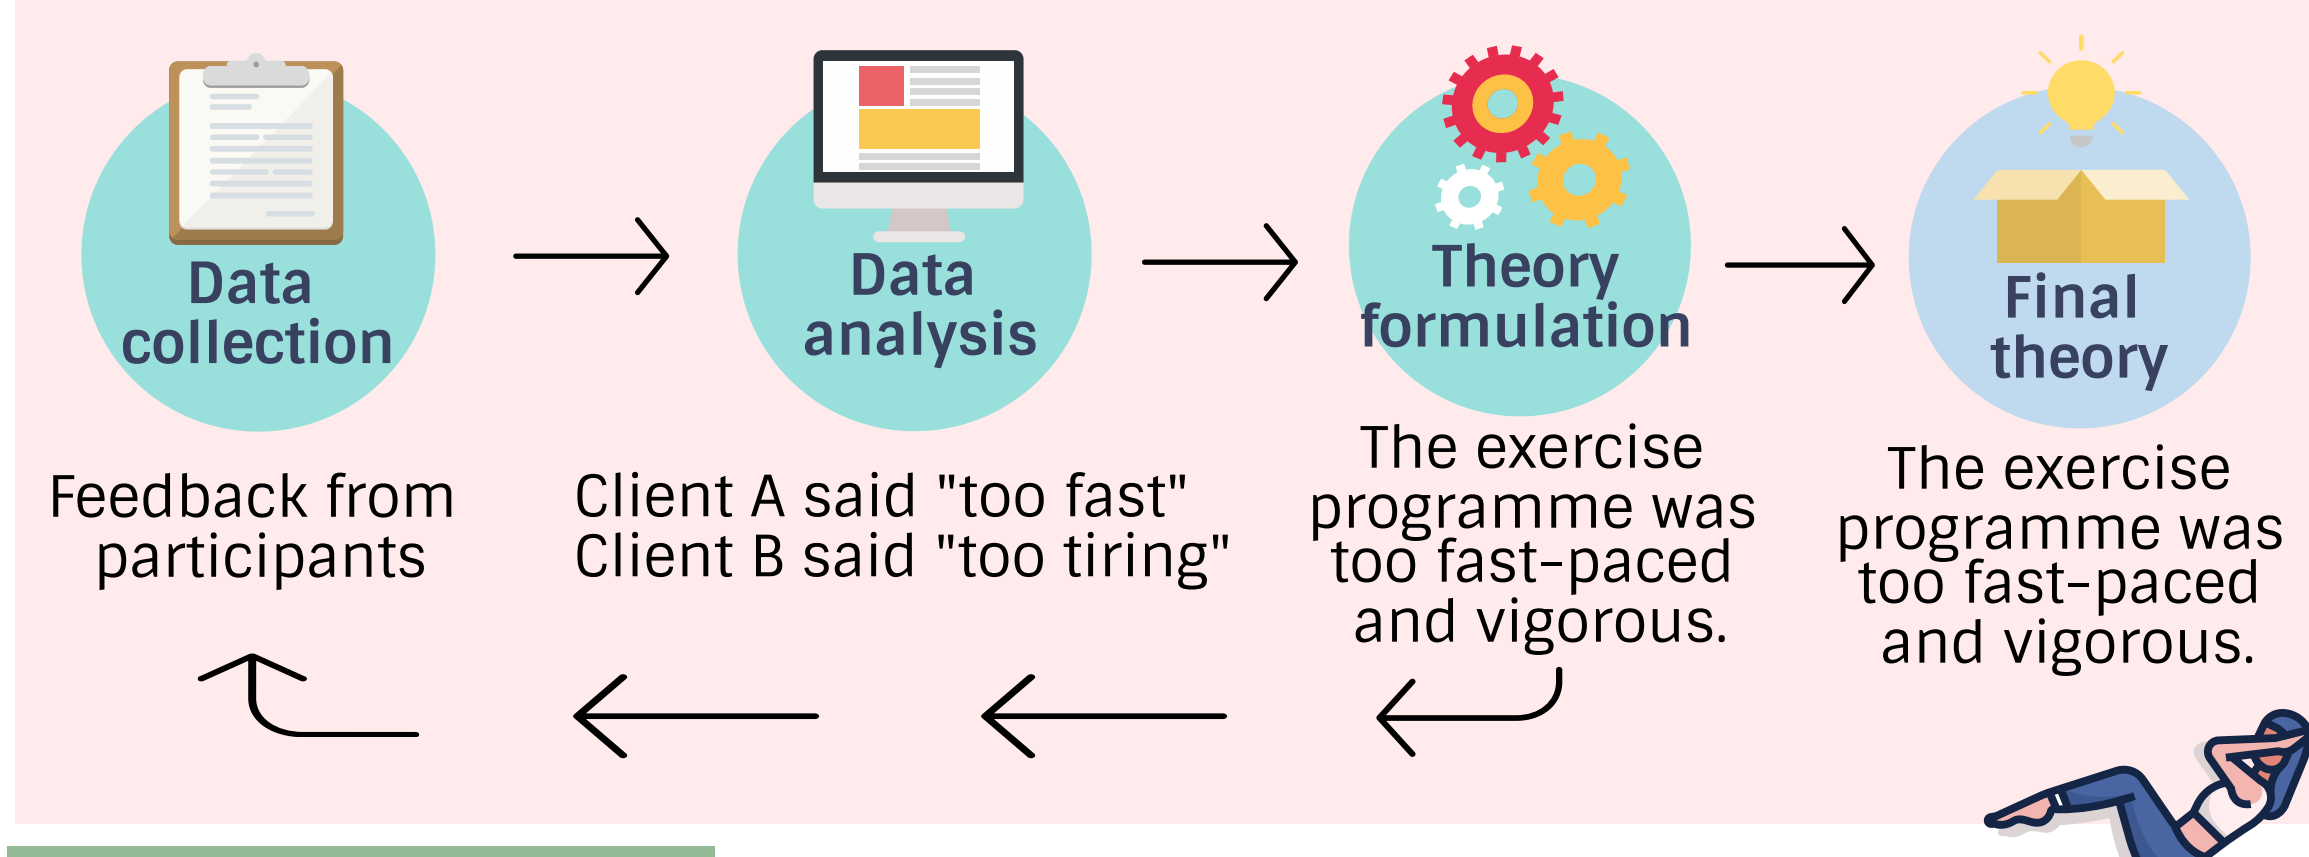 Data
collection
Data
analysis
Theory
formulation
Final
theory
Feedback from
participants
Client A said "too fast"
Client B said "too tiring"
The exercise
programme was
too fast-paced
and vigorous.
The exercise
programme was
too fast-paced
and vigorous.